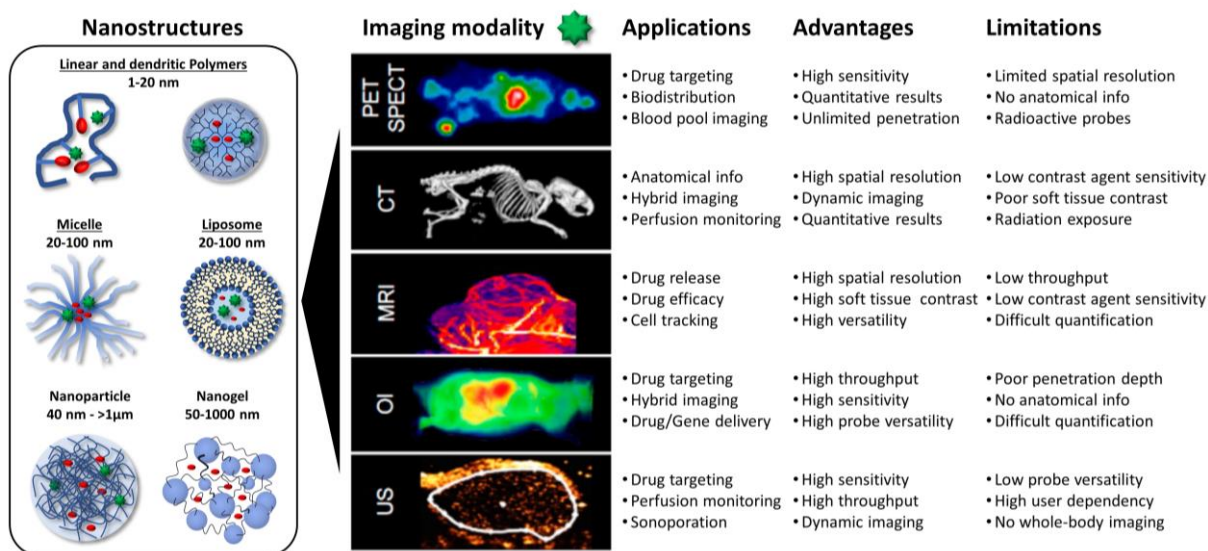 Nanostructures
Linear and dendritic Polymers
1-20 nm
Micelle
20-100 nm
Liposome
20-100 nm
Nanoparticle
40 nm - >1µm
Nanogel
50-1000 nm
Imaging modality
Applications
Advantages
Limitations
PET
SPECT
• Drug targeting
• Biodistribution
• Blood pool imaging
• High sensitivity
• Quantitative results
• Unlimited penetration
• Limited spatial resolution
• No anatomical info
• Radioactive probes
CT
• Anatomical info
• Hybrid imaging
• Perfusion monitoring
• High spatial resolution
• Dynamic imaging
• Quantitative results
• Low contrast agent sensitivity
• Poor soft tissue contrast
• Radiation exposure
MRI
• Drug release
• Drug efficacy
• Cell tracking
• High spatial resolution
• High soft tissue contrast
• High versatility
• Low throughput
• Low contrast agent sensitivity
• Difficult quantification
OI
• Drug targeting
• Hybrid imaging
• Drug/Gene delivery
• High throughput
• High sensitivity
• High probe versatility
• Poor penetration depth
• No anatomical info
• Difficult quantification
US
• Drug targeting
• Perfusion monitoring
• Sonoporation
• High sensitivity
• High throughput
• Dynamic imaging
• Low probe versatility
• High user dependency
• No whole-body imaging